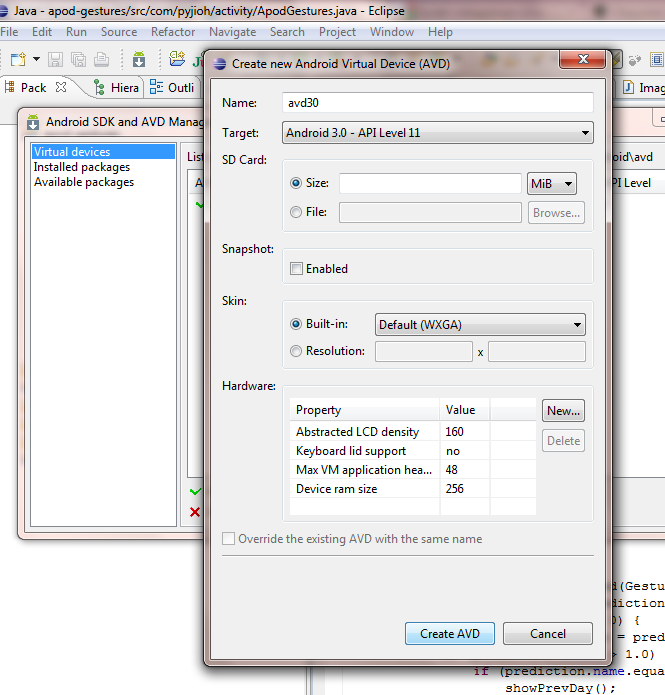 Java - apod-gestures/src/com/pyjioh/activity/ApodGestures.java - Eclipse
File Edit Run Source Refactor Navigate Search Project Window Help
Pack Hiera Outli
Android SDK and AVD Manag
Virtual devices
Installed packages
Available packages
List
oid\avd
PI Level
Create new Android Virtual Device (AVD)
Name: avd30
Target: Android 3.0 - API Level 11
SD Card:
Size: MiB
File: Browse...
Snapshot:
Enabled
Skin:
Built-in: Default (WXGA)
Resolution: x
Hardware:
Property Value New...
Abstracted LCD density 160
Delete
Keyboard lid support no
Max VM application hea... 48
Device ram size 256
Override the existing AVD with the same name
Create AVD Cancel
d(Gestu
diction
0) {
= pred
> 1.0)
if (prediction.name.equa
showPrevDay();